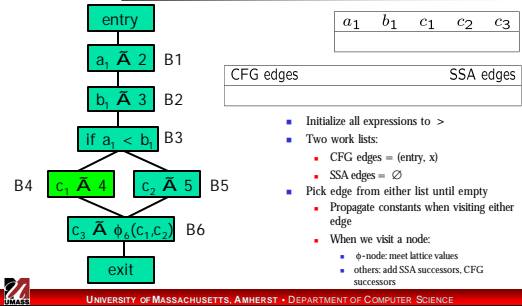 entry
a₁ Ã 2 B1
b₁ Ã 3 B2
if a₁ < b₁ B3
B4 c₁ Ã 4 c₂ Ã 5 B5
c₃ Ã ϕ₆(c₁,c₂) B6
exit
a₁ b₁ c₁ c₂ c₃
CFG edges SSA edges
▪ Initialize all expressions to >
▪ Two work lists:
▪ CFG edges = (entry, x)
▪ SSA edges = ∅
▪ Pick edge from either list until empty
▪ Propagate constants when visiting either
edge
▪ When we visit a node:
▪ ϕ-node: meet lattice values
▪ others: add SSA successors, CFG
successors
UMASS
UNIVERSITY OF MASSACHUSETTS, AMHERST • DEPARTMENT OF COMPUTER SCIENCE